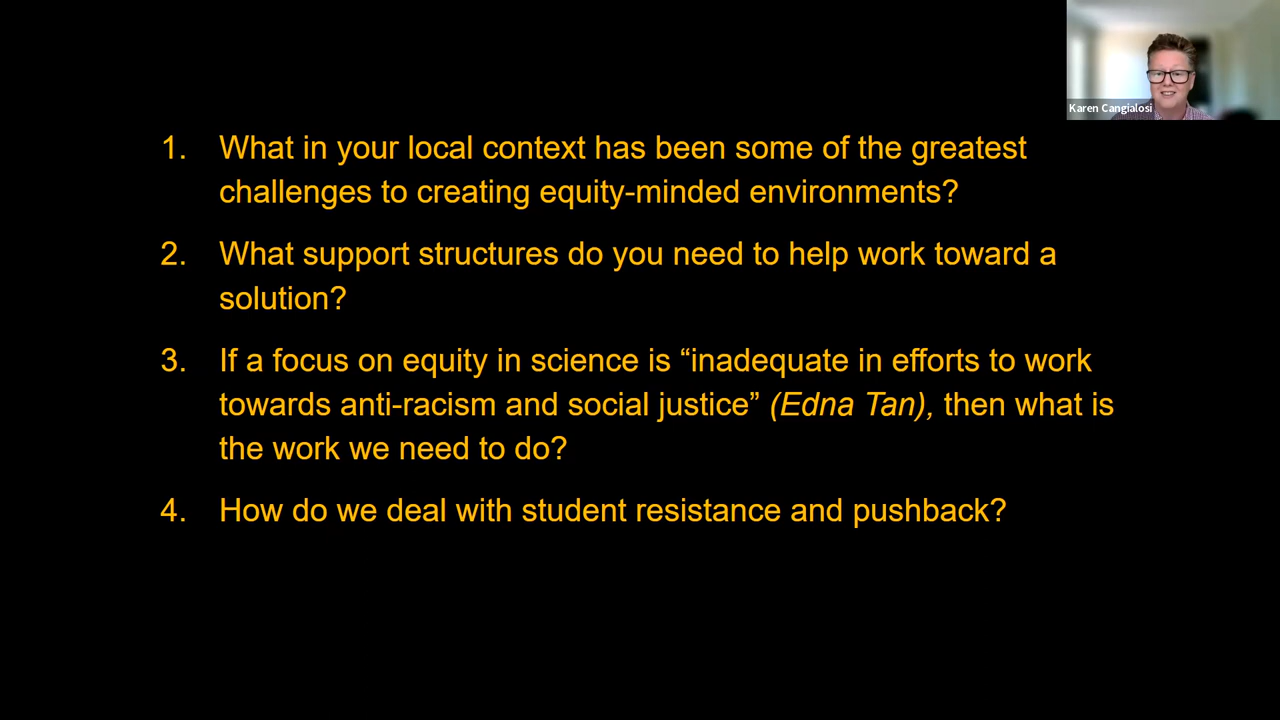 Karen Cangialosi
1. What in your local context has been some of the greatest
challenges to creating equity-minded environments?
2. What support structures do you need to help work toward a
solution?
3. If a focus on equity in science is “inadequate in efforts to work
towards anti-racism and social justice” (Edna Tan), then what is
the work we need to do?
4. How do we deal with student resistance and pushback?